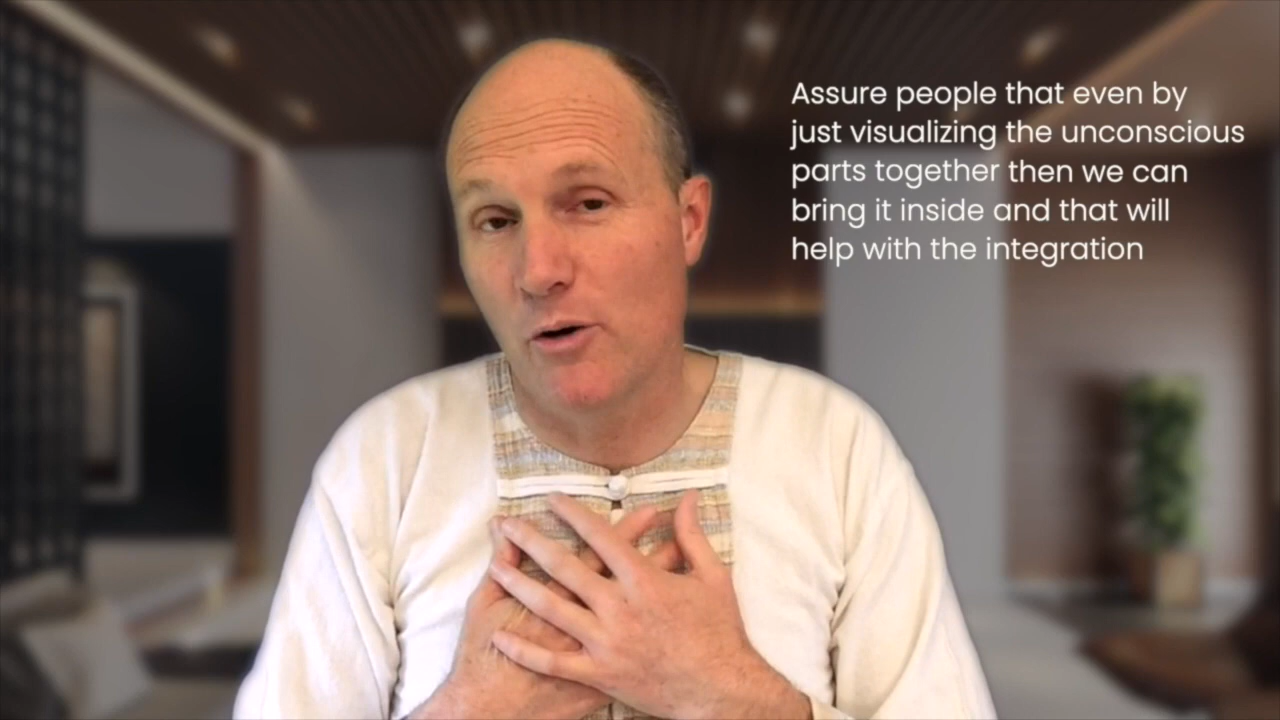 Assure people that even by
just visualizing the unconscious
parts together then we can
bring it inside and that will
help with the integration